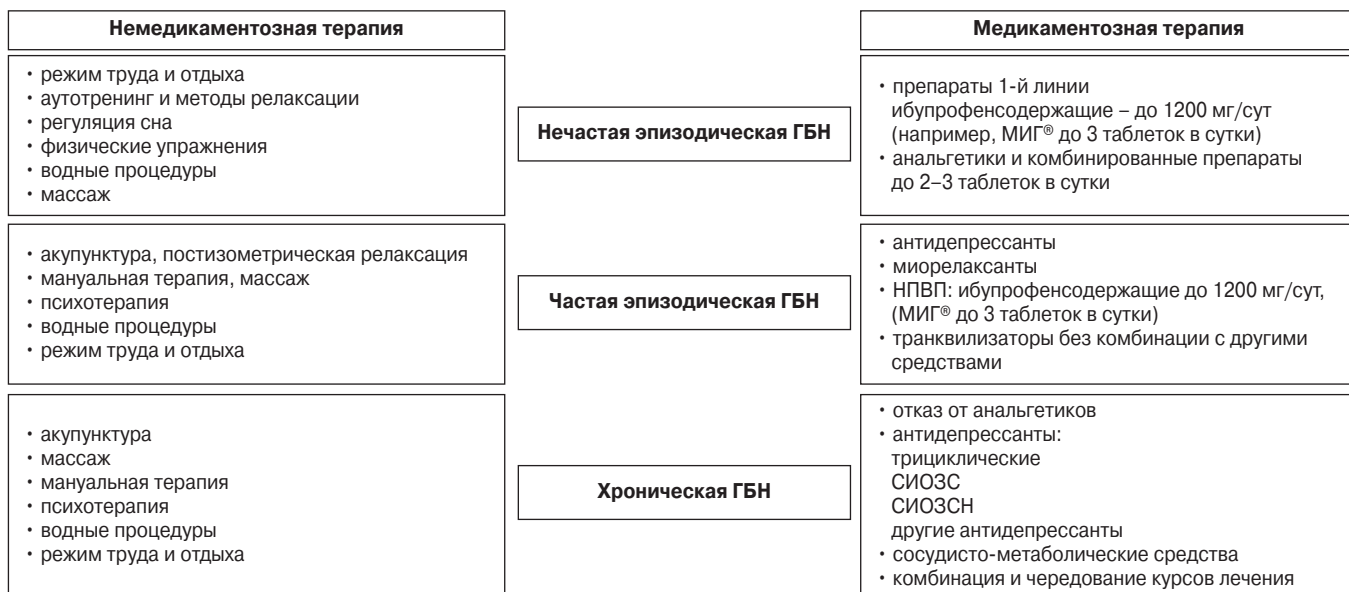 Немедикаментозная терапия
Медикаментозная терапия
• режим труда и отдыха
• аутотренинг и методы релаксации
• регуляция сна
• физические упражнения
• водные процедуры
• массаж
Нечастая эпизодическая ГБН
• препараты 1-й линии
ибупрофенсодержащие – до 1200 мг/сут
(например, МИГ® до 3 таблеток в сутки)
• анальгетики и комбинированные препараты
до 2–3 таблеток в сутки
• акупунктура, постизометрическая релаксация
• мануальная терапия, массаж
• психотерапия
• водные процедуры
• режим труда и отдыха
Частая эпизодическая ГБН
• антидепрессанты
• миорелаксанты
• НПВП: ибупрофенсодержащие до 1200 мг/сут,
(МИГ® до 3 таблеток в сутки)
• транквилизаторы без комбинации с другими
средствами
• акупунктура
• массаж
• мануальная терапия
• психотерапия
• водные процедуры
• режим труда и отдыха
Хроническая ГБН
• отказ от анальгетиков
• антидепрессанты:
трициклические
СИОЗС
СИОЗСН
другие антидепрессанты
• сосудисто-метаболические средства
• комбинация и чередование курсов лечения